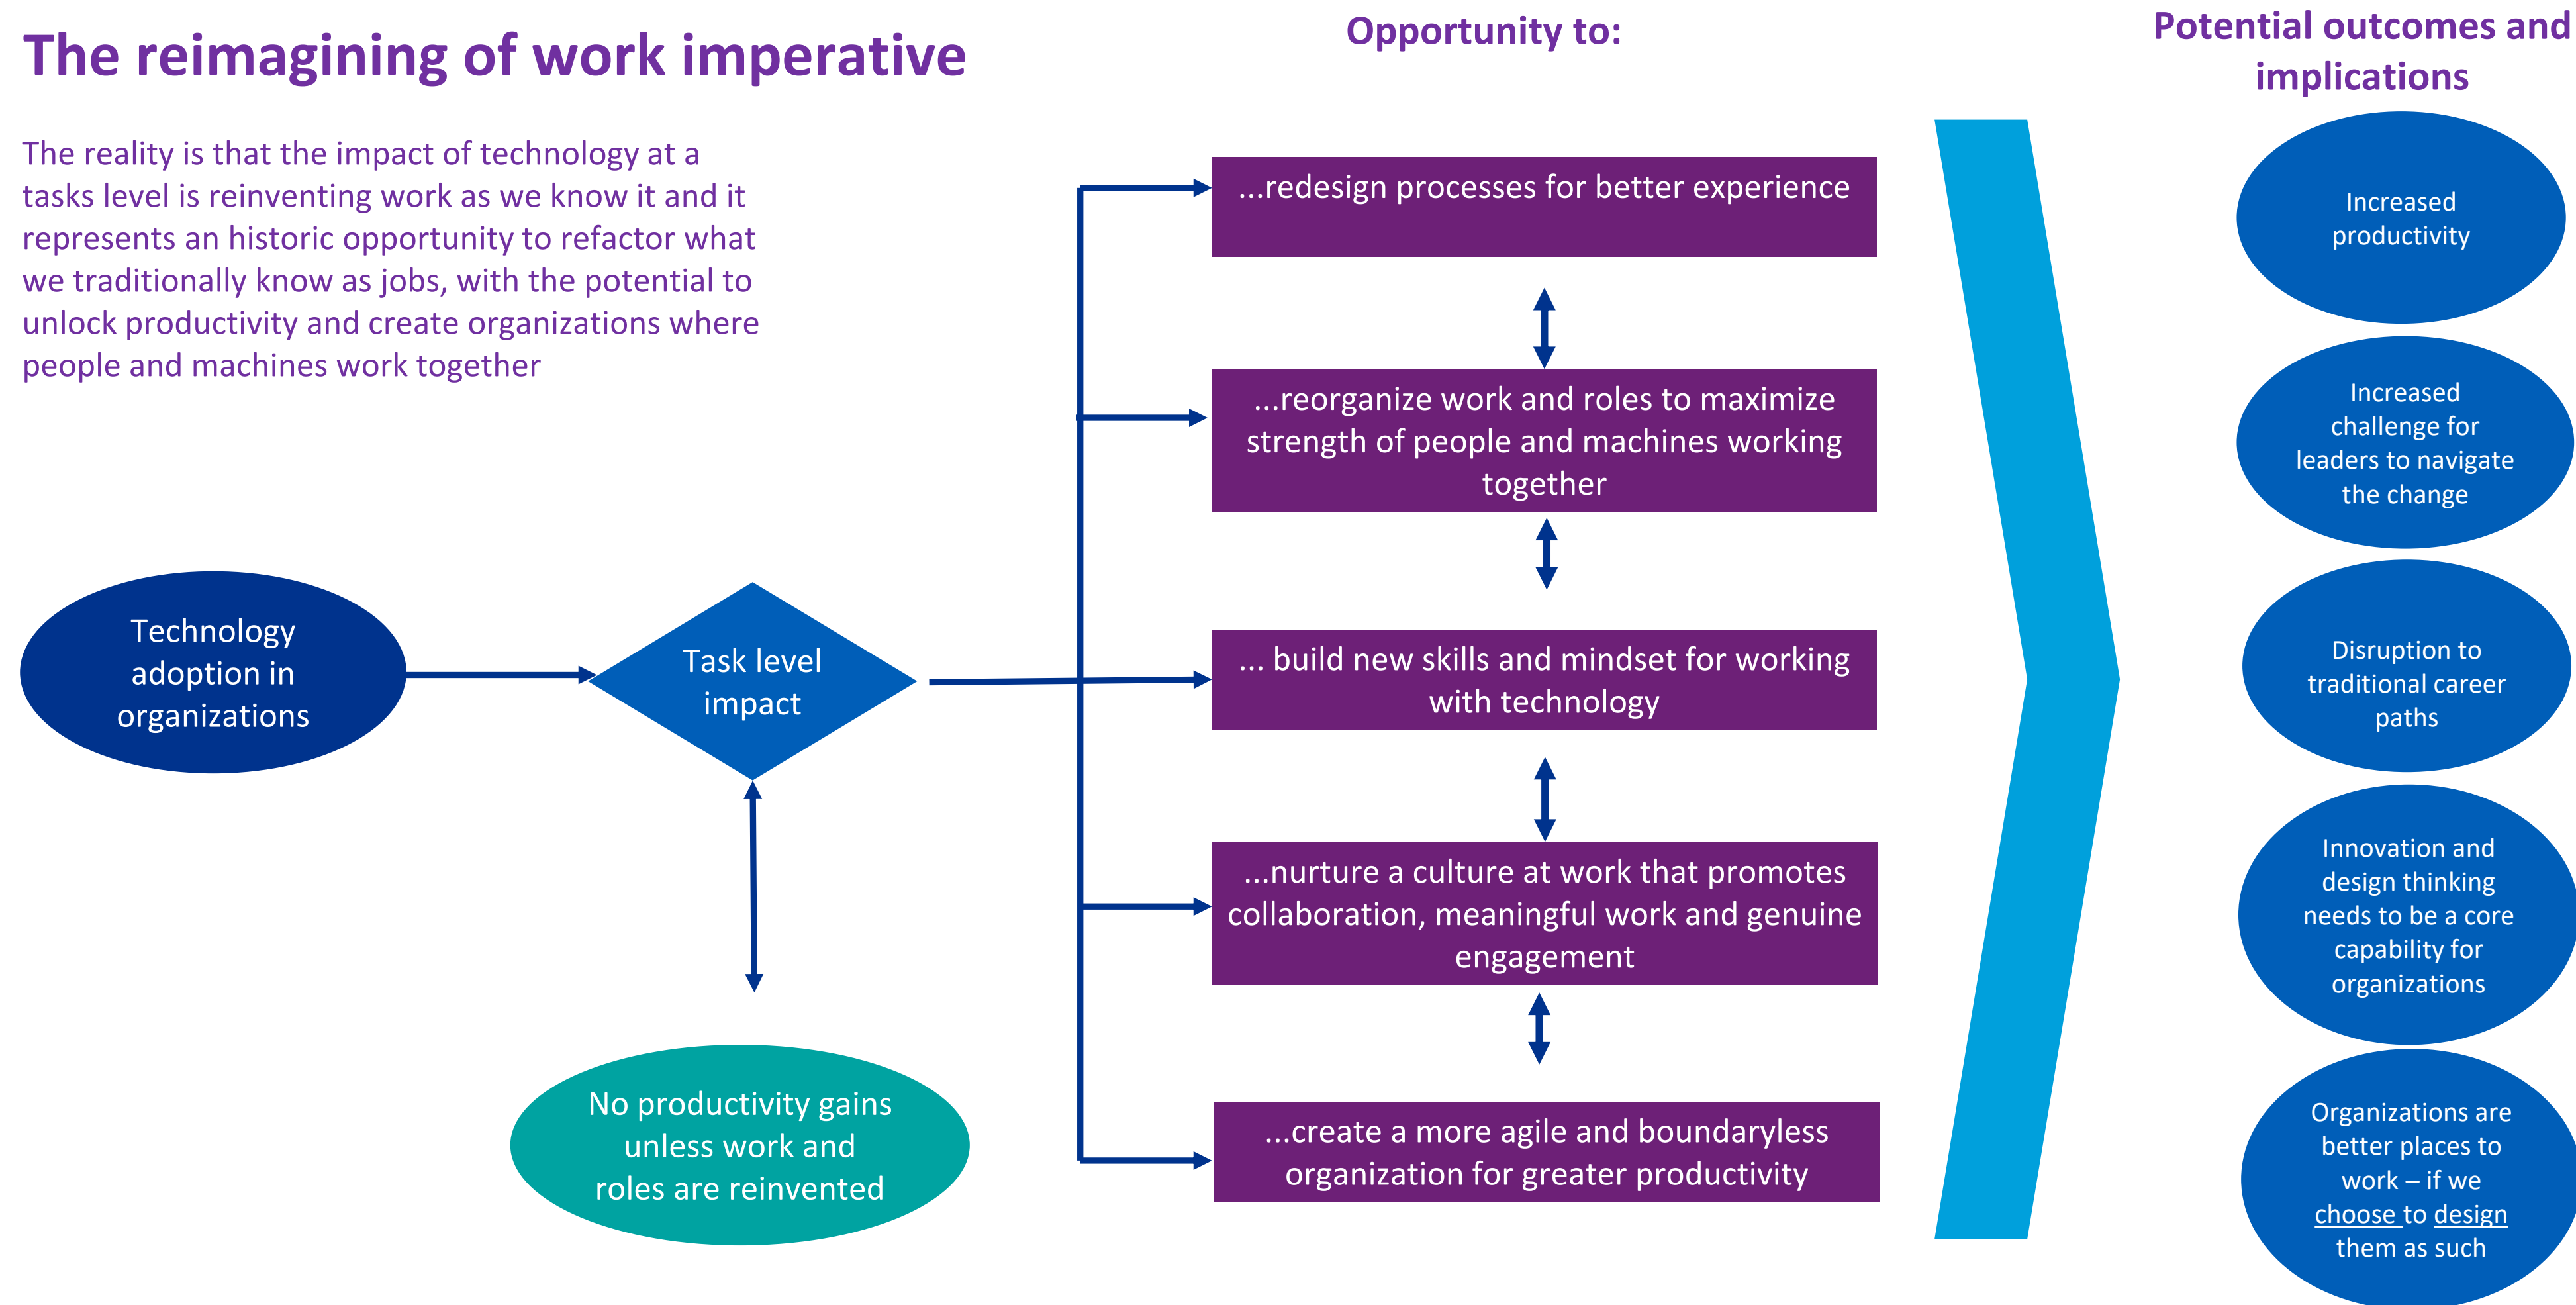 The reimagining of work imperative
The reality is that the impact of technology at a
tasks level is reinventing work as we know it and it
represents an historic opportunity to refactor what
we traditionally know as jobs, with the potential to
unlock productivity and create organizations where
people and machines work together
Technology
adoption in
organizations
Task level
impact
No productivity gains
unless work and
roles are reinvented
Opportunity to:
...redesign processes for better experience
...reorganize work and roles to maximize
strength of people and machines working
together
... build new skills and mindset for working
with technology
...nurture a culture at work that promotes
collaboration, meaningful work and genuine
engagement
...create a more agile and boundaryless
organization for greater productivity
Potential outcomes and
implications
Increased
productivity
Increased
challenge for
leaders to navigate
the change
Disruption to
traditional career
paths
Innovation and
design thinking
needs to be a core
capability for
organizations
Organizations are
better places to
work – if we
choose to design
them as such